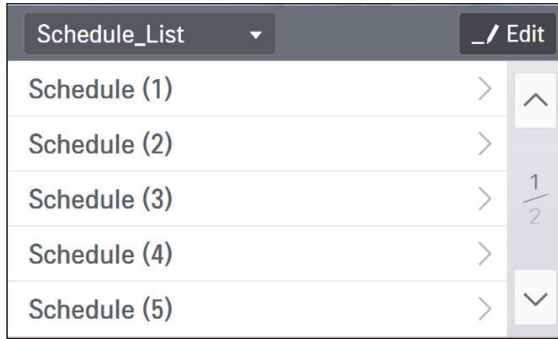 Schedule_List
Edit
Schedule (1)
Schedule (2)
Schedule (3)
Schedule (4)
Schedule (5)
1
2